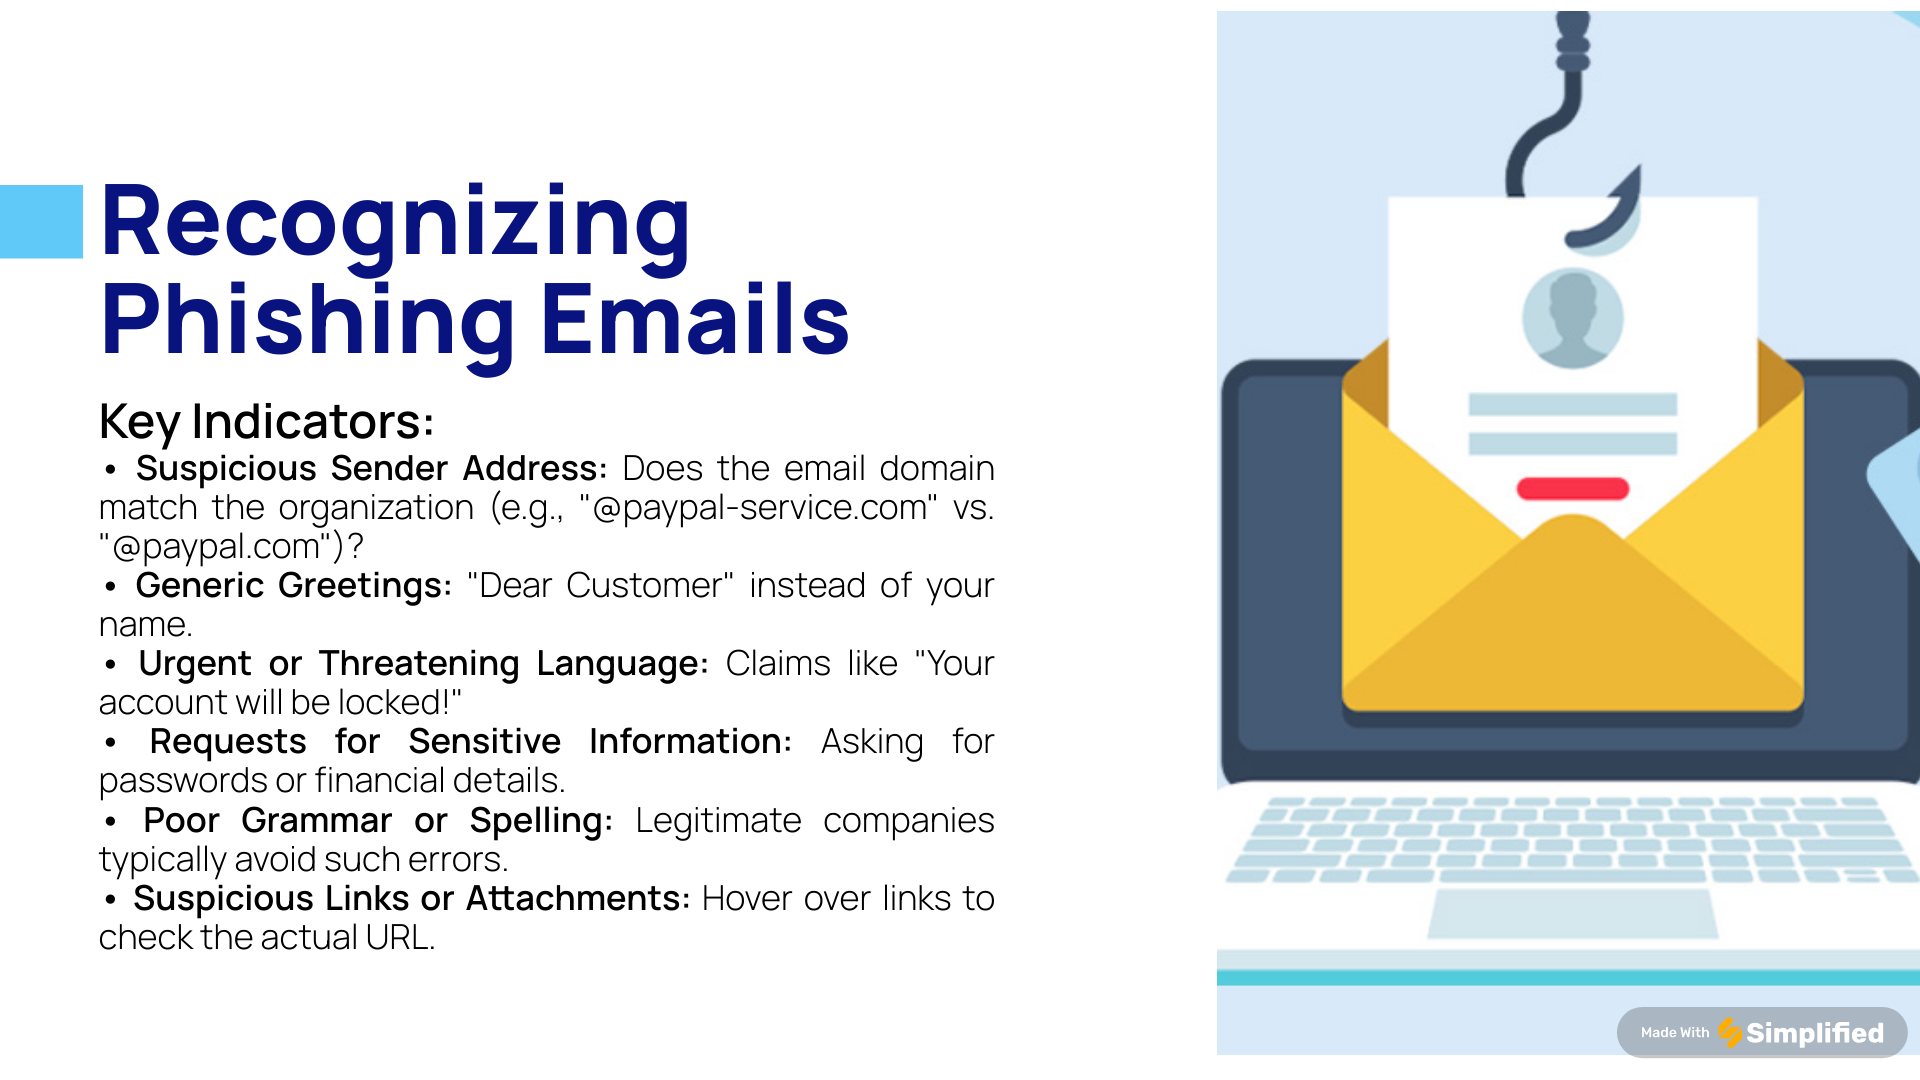 Recognizing
Phishing Emails
Key Indicators:
• Suspicious Sender Address: Does the email domain
match the organization (e.g., "@paypal-service.com" vs.
"@paypal.com")?
• Generic Greetings: "Dear Customer" instead of your
name.
• Urgent or Threatening Language: Claims like "Your
account will be locked!"
• Requests for Sensitive Information: Asking for
passwords or financial details.
• Poor Grammar or Spelling: Legitimate companies
typically avoid such errors.
• Suspicious Links or Attachments: Hover over links to
check the actual URL.
Made With Simplified